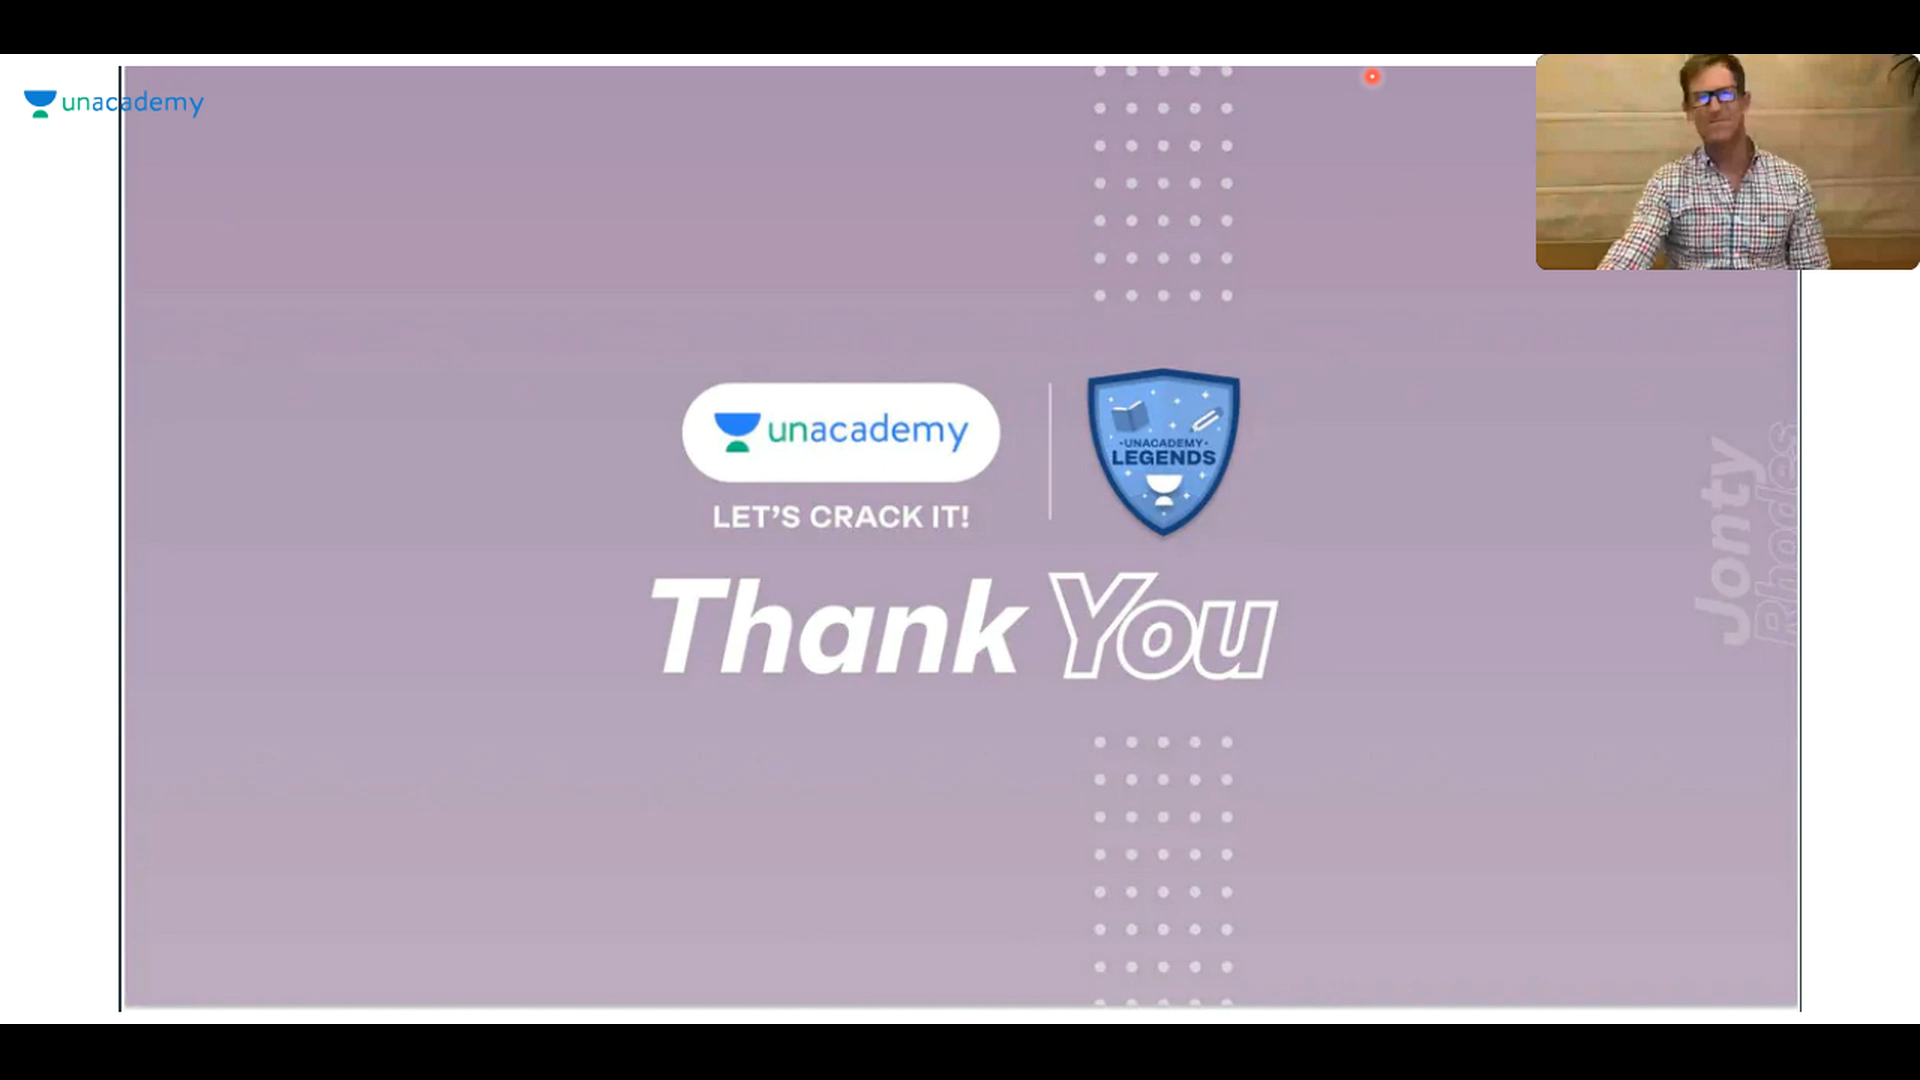 unacademy
unacademy
LET'S CRACK IT!
•UNACADEMY•
LEGENDS
Thank You
Jonty
Rhodes